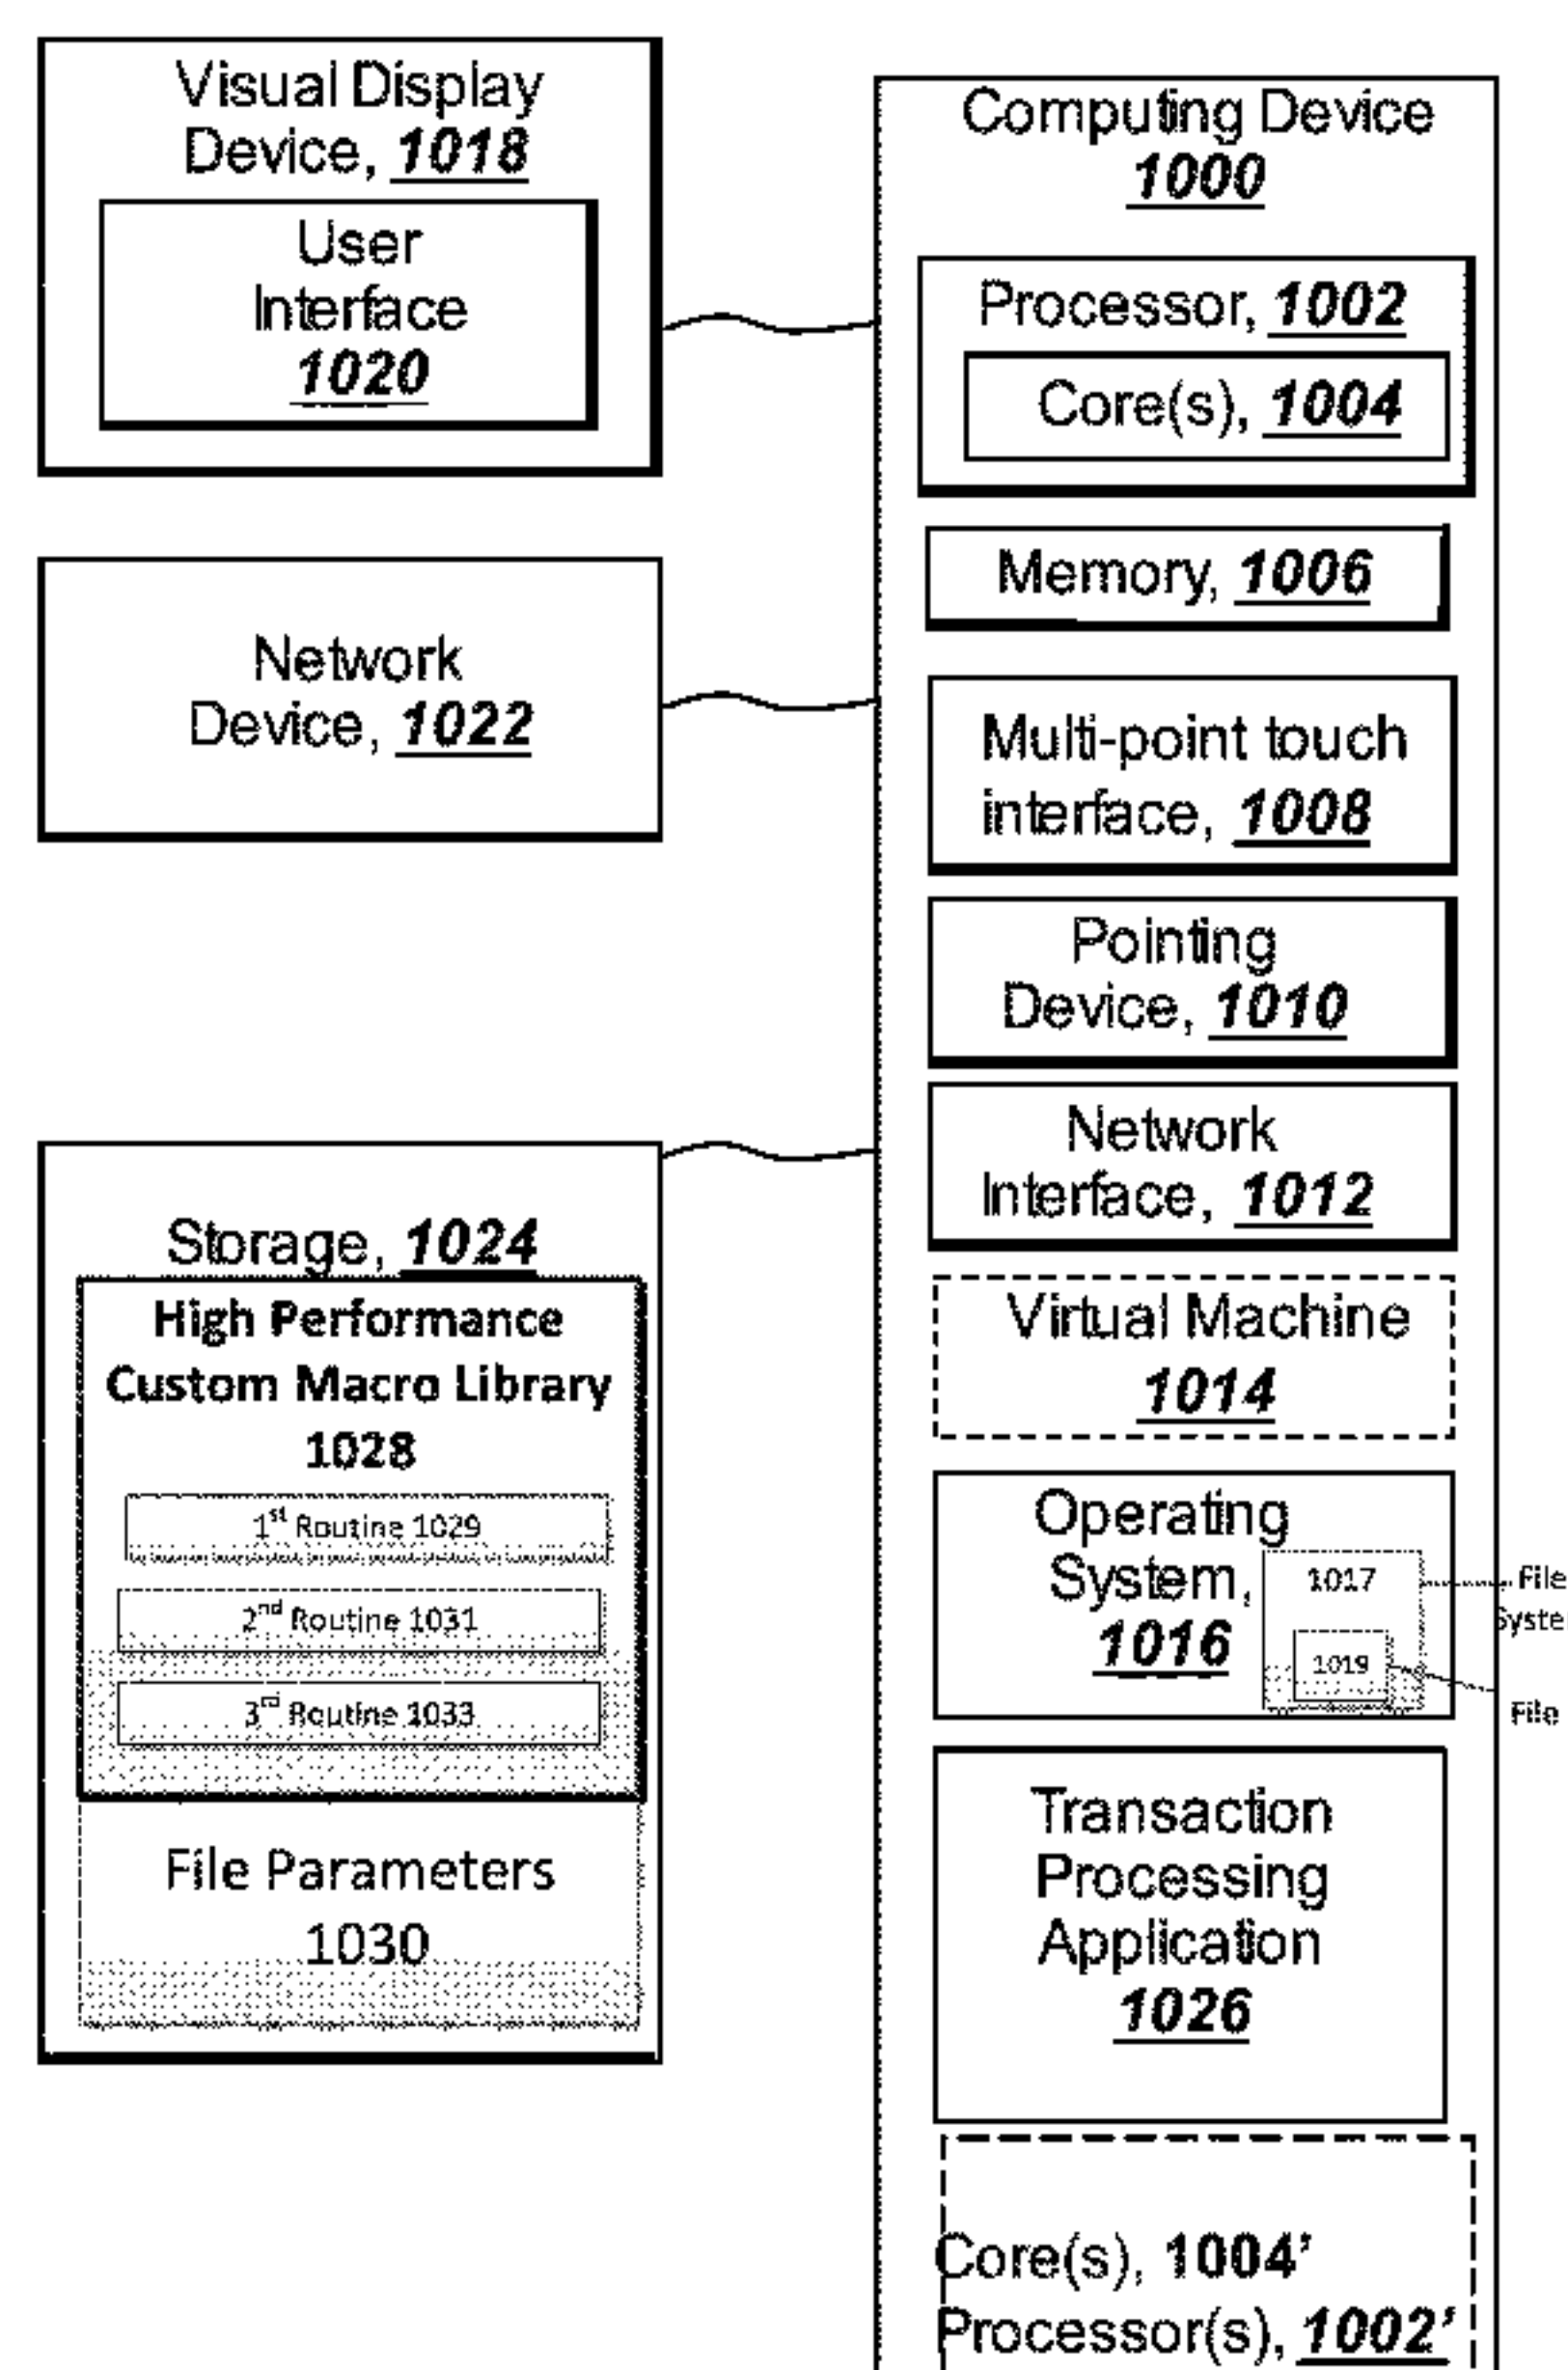 Visual Display
Device, 1018
User
Interface
1020
Network
Device, 1022
Storage, 1024
High Performance
Custom Macro Library
1028
1st Routine 1029
2nd Routine 1031
3rd Routine 1033
File Parameters
1030
Computing Device
1000
Processor, 1002
Core(s), 1004
Memory, 1006
Multi-point touch
interface, 1008
Pointing
Device, 1010
Network
Interface, 1012
Virtual Machine
1014
Operating
System,
1016
1017
1019
File
Syste
File
Transaction
Processing
Application
1026
Core(s), 1004’
Processor(s), 1002’